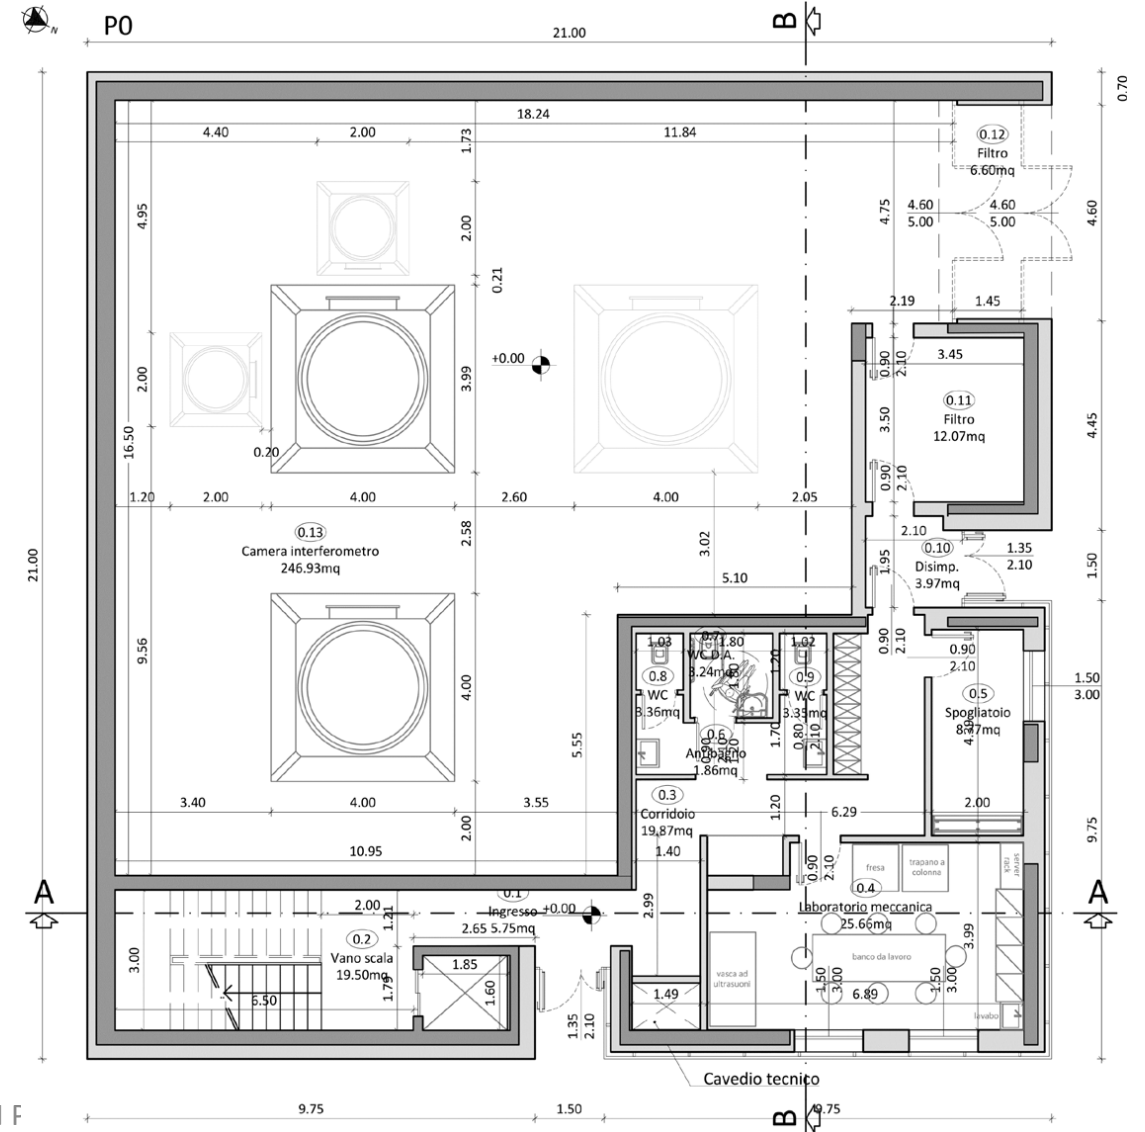 P0
B
N
21.00
0.70
18.24
4.40
2.00
1.73
11.84
0.12
Filtro
6.60mq
4.95
2.00
4.75
4.60
5.00
4.60
5.00
4.60
0.21
2.19
1.45
+0.00
0.90
2.10
3.45
2.00
3.99
0.11
Filtro
12.07mq
3.50
4.45
16.50
0.20
0.90
2.10
1.20
2.00
4.00
2.60
4.00
2.05
0.13
Camera interferometro
246.93mq
2.58
3.02
2.10
0.10
Disimp.
3.97mq
1.35
2.10
1.95
1.50
21.00
5.10
9.56
4.00
1.03
0.7
1.80
WC D.A.
3.24mq
1.20
1.02
0.90
2.10
0.90
2.10
0.8
WC
3.36mq
0.9
WC
3.35mq
0.5
Spogliatoio
1.50
3.00
5.55
0.6
Antibagno
1.86mq
1.70
0.80
2.10
3.40
4.00
3.55
2.00
0.3
Corridoio
19.87mq
1.20
6.29
2.00
9.75
10.95
1.40
0.90
2.10
fresa
trapano a
colonna
server
rack
A
0.1
Ingresso
5.75mq
+0.00
2.99
0.4
Laboratorio meccanica
25.66mq
A
2.00
1.21
2.65
0.2
Vano scala
19.50mq
3.00
1.79
1.85
1.60
6.50
3.99
banco da lavoro
vasca ad
ultrasuoni
1.50
3.00
1.50
3.00
1.49
6.89
lavabo
1.35
2.10
Cavedio tecnico
9.75
1.50
B
9.75